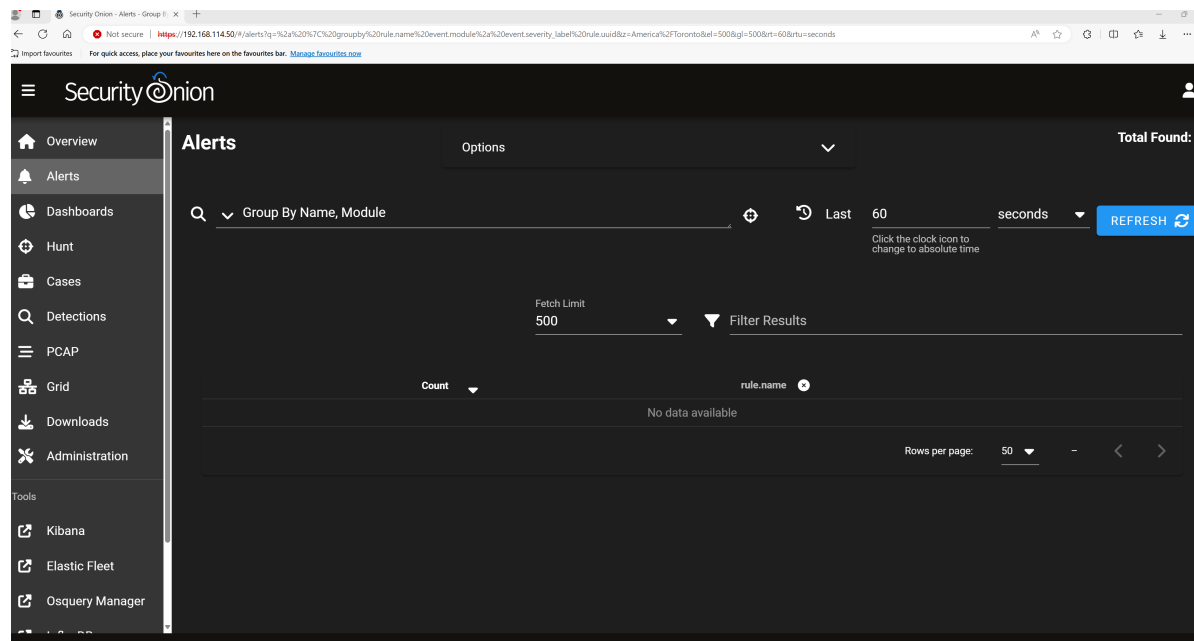 Security Onion - Alerts - Group B
Not secure
https://192.168.114.50/#/alerts?q=%2a%20%7C%20groupby%20rule.name%20event.module%2a%20event.severity_label%20rule.uuid&z=America%2FToronto&el=500&gl=500&rt=60&rtu=seconds
Import favourites
For quick access, place your favourites here on the favourites bar. Manage favourites now
Security Onion
Overview
Alerts
Dashboards
Hunt
Cases
Detections
PCAP
Grid
Downloads
Administration
Tools
Kibana
Elastic Fleet
Osquery Manager
Alerts
Options
Total Found:
Group By Name, Module
Last
60
seconds
REFRESH
Click the clock icon to
change to absolute time
Fetch Limit
500
Filter Results
Count
rule.name
No data available
Rows per page:
50
–